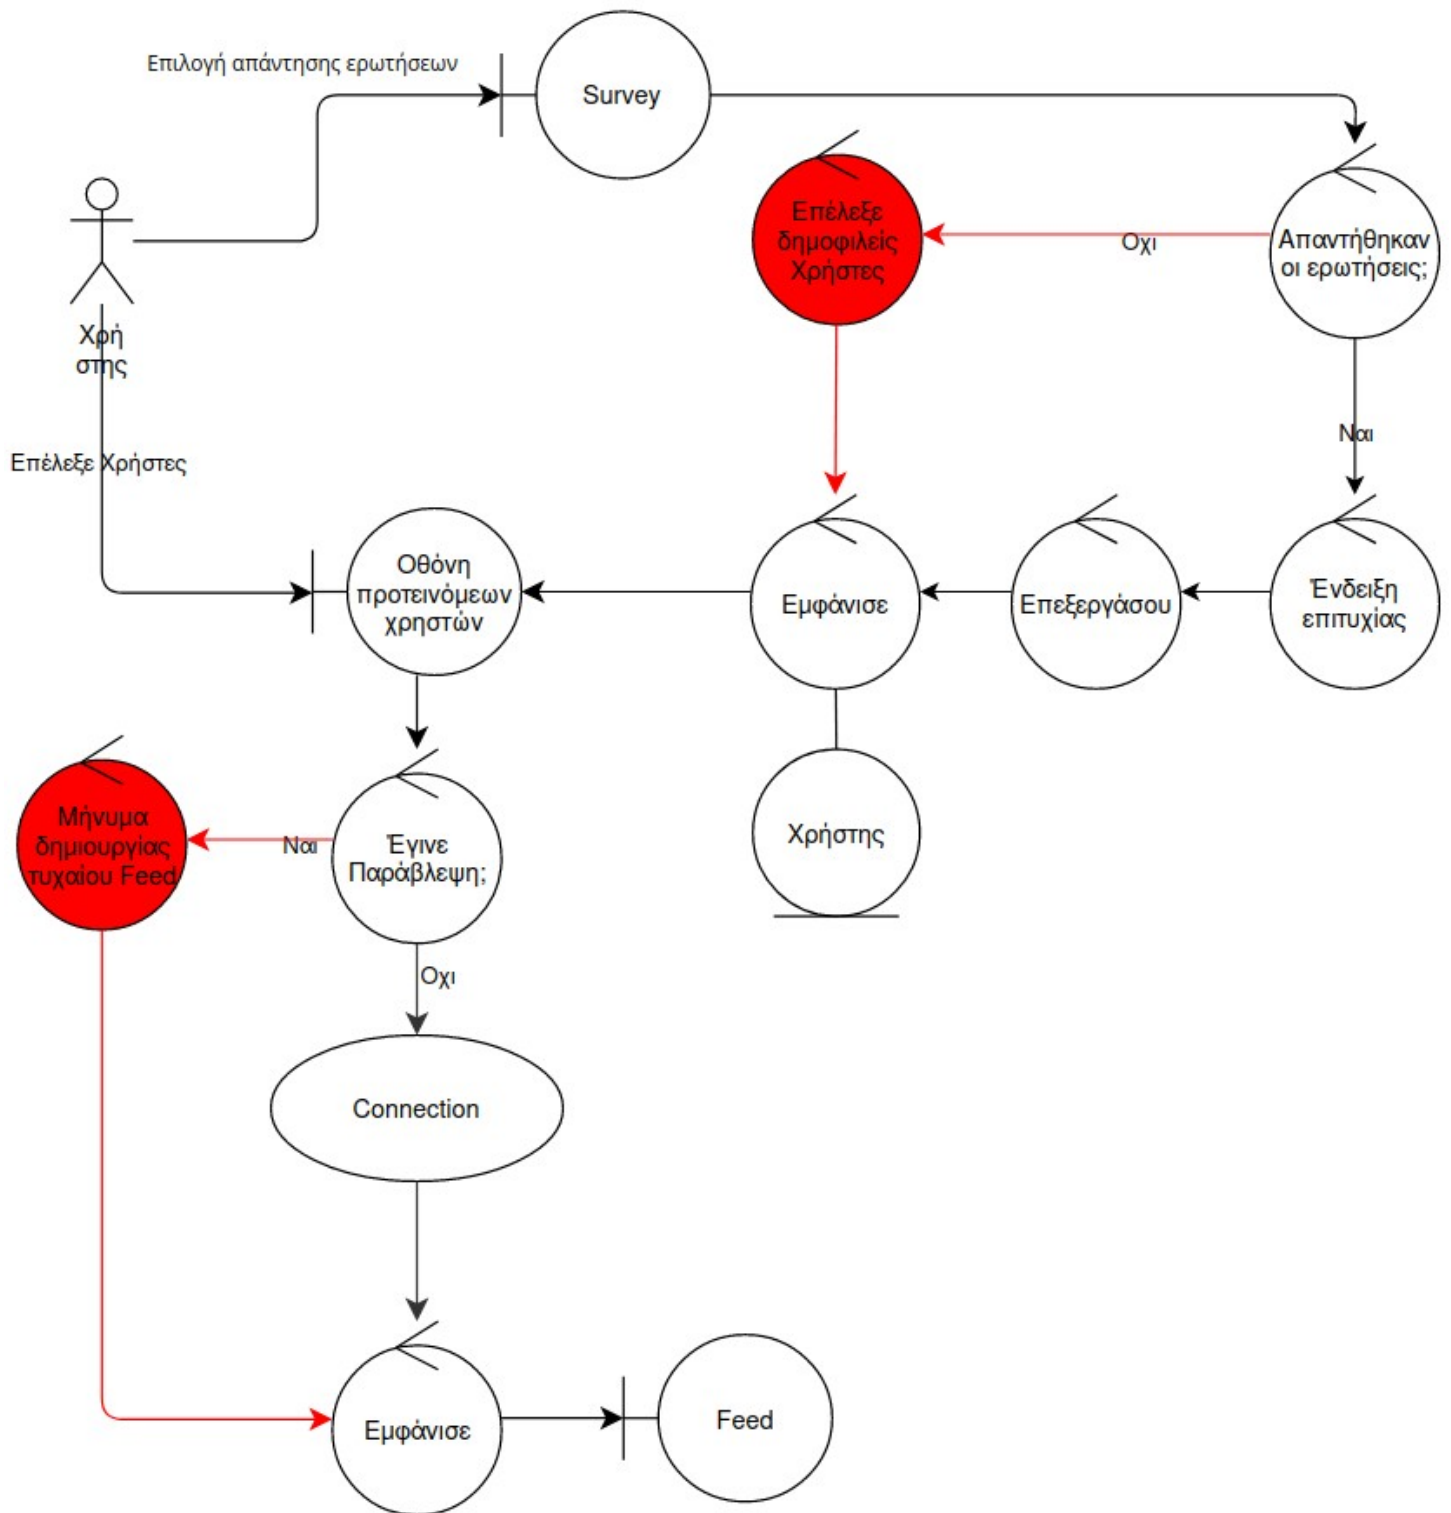 Επιλογή απάντησης ερωτήσεων
Survey
Επέλεξε
δημοφιλείς
Χρήστες
Οχι
Απαντήθηκαν
οι ερωτήσεις;
Χρή
στης
Ναι
Επέλεξε Χρήστες
Οθόνη
προτεινόμεων
χρηστών
Εμφάνισε
Επεξεργάσου
Ένδειξη
επιτυχίας
Μήνυμα
δημιουργίας
τυχαίου Feed
Ναι
Έγινε
Παράβλεψη;
Χρήστης
Οχι
Connection
Εμφάνισε
Feed